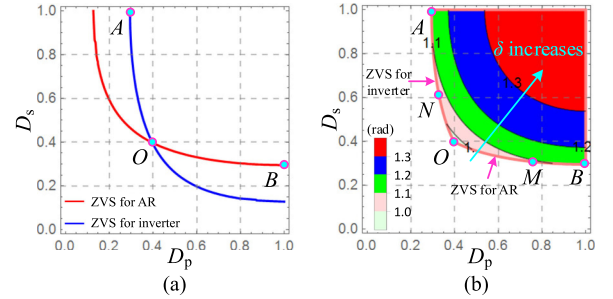 (a)
1.0
0.8
0.6
0.4
0.2
0.0
Ds
A
O
B
ZVS for AR
ZVS for inverter
0.0 0.2 0.4 0.6 0.8 1.0
Dp
(b)
1.0
0.8
0.6
0.4
0.2
0.0
Ds
A
1.1
δ increases
ZVS for
inverter
1.3
N
(rad)
O
1.
1.2
M
B
ZVS for AR
1.3
1.2
1.1
1.0
0.0 0.2 0.4 0.6 0.8 1.0
Dp
(a)
(b)